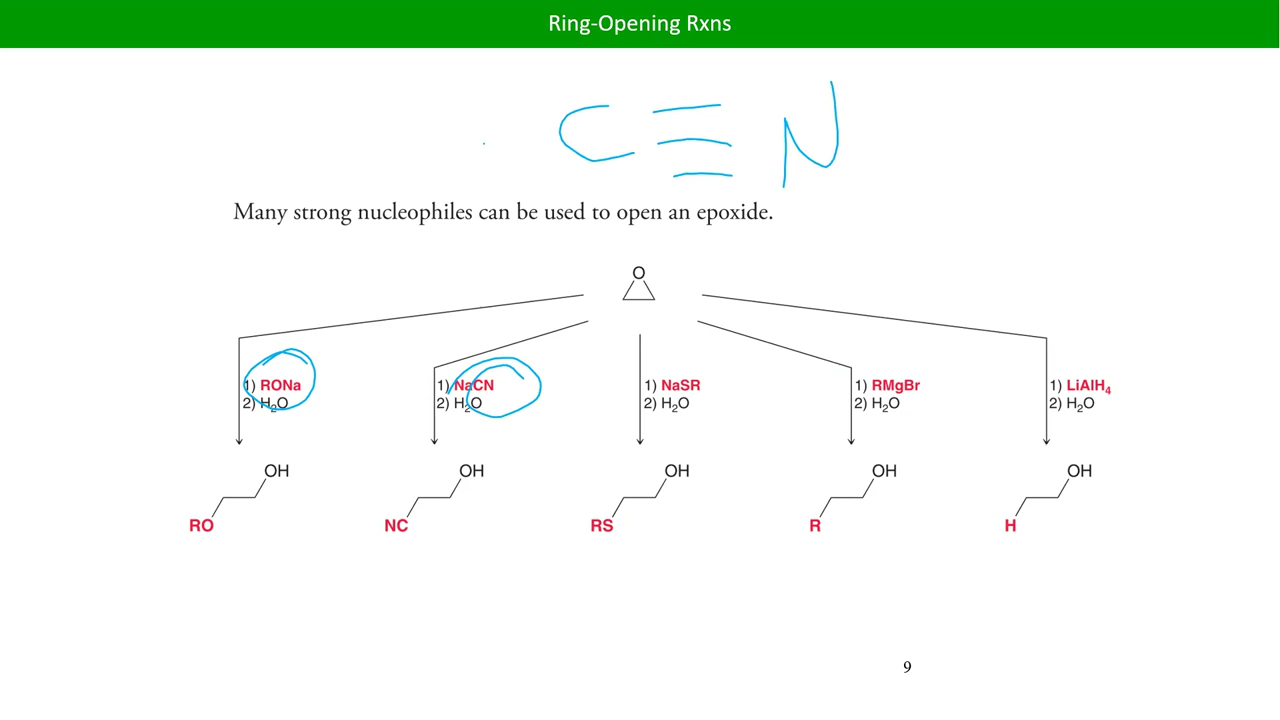 Ring-Opening Rxns
C≡N
Many strong nucleophiles can be used to open an epoxide.
O
1) RONa
2) H₂O
1) NaCN
2) H₂O
1) NaSR
2) H₂O
1) RMgBr
2) H₂O
1) LiAlH₄
2) H₂O
OH
RO
OH
NC
OH
RS
OH
R
OH
H
9